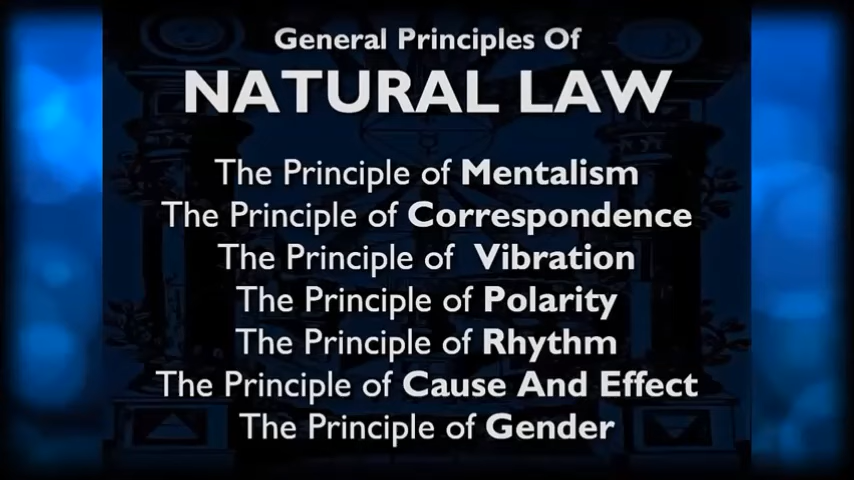 General Principles Of
NATURAL LAW
The Principle of Mentalism
The Principle of Correspondence
The Principle of Vibration
The Principle of Polarity
The Principle of Rhythm
The Principle of Cause And Effect
The Principle of Gender